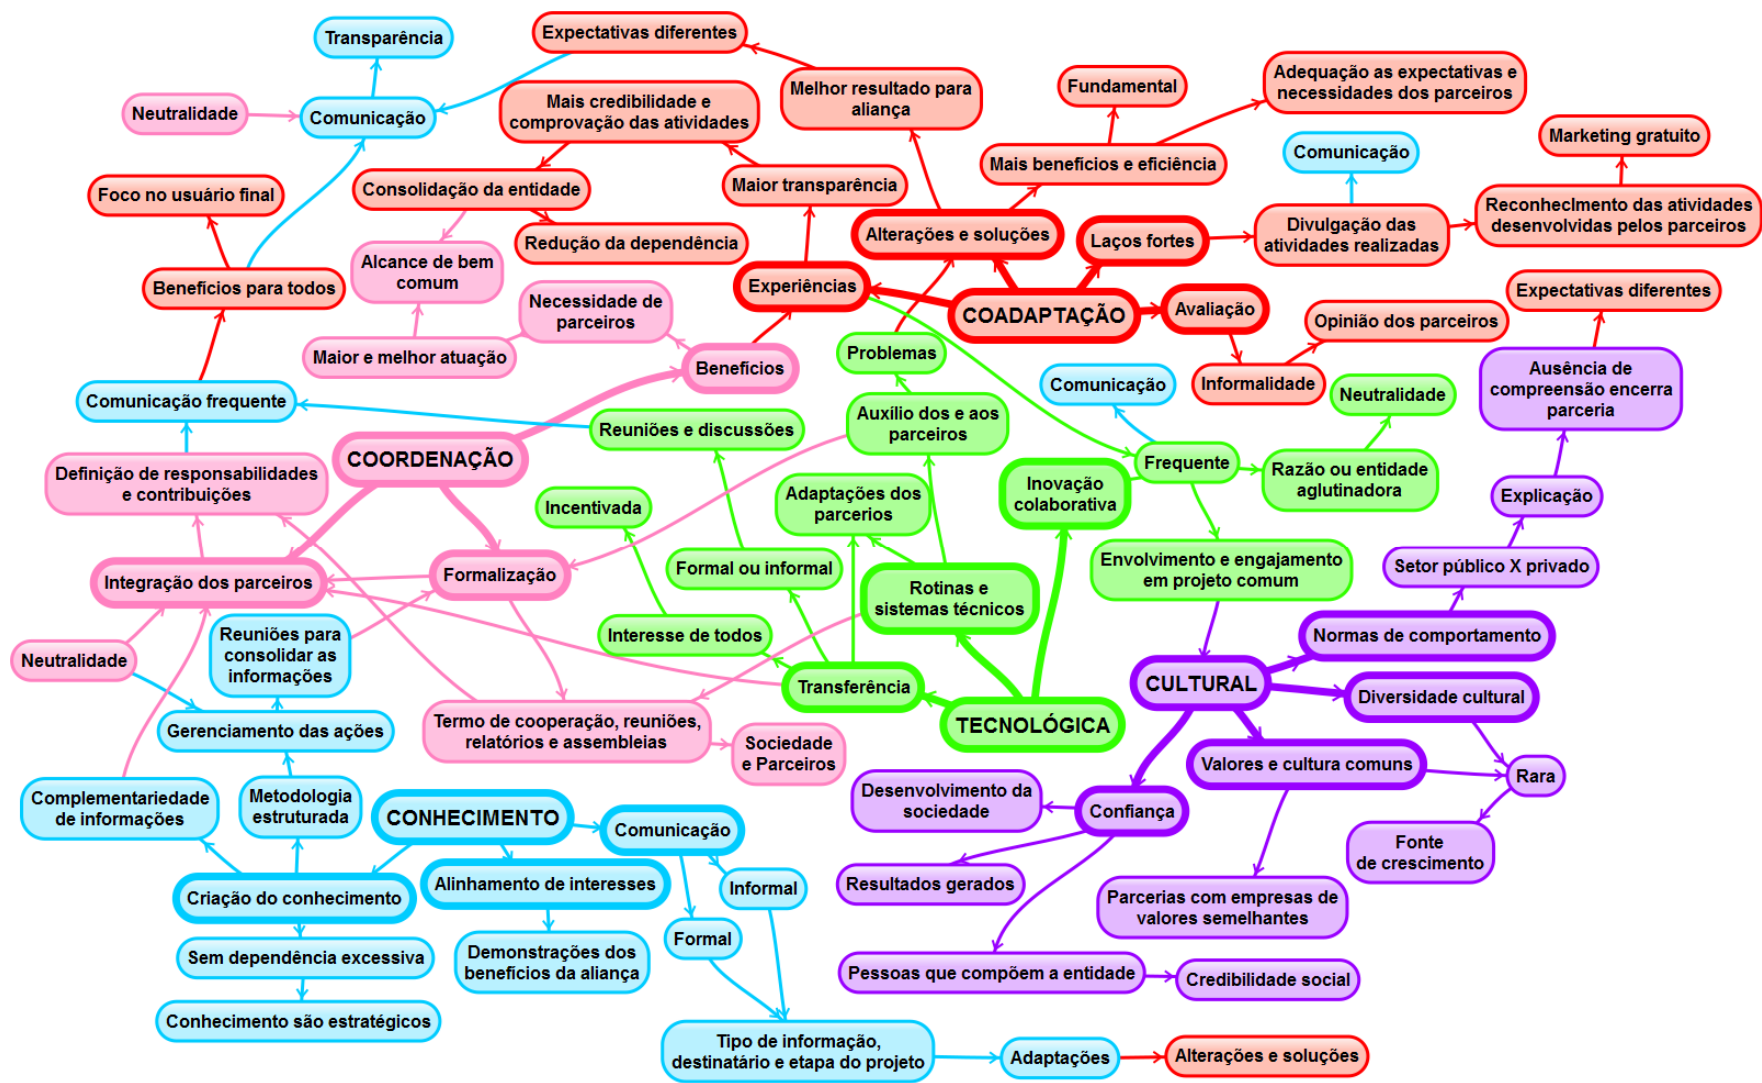 Transparência
Expectativas diferentes
Neutralidade
Comunicação
Mais credibilidade e
comprovação das atividades
Melhor resultado para
aliança
Fundamental
Adequação as expectativas e
necessidades dos parceiros
Marketing gratuito
Comunicação
Mais benefícios e eficiência
Foco no usuário final
Consolidação da entidade
Maior transparência
ReconhecImento das atividades
desenvolvidas pelos parceiros
Redução da dependência
Alterações e soluções
Laços fortes
Divulgação das
atividades realizadas
Alcance de bem
comum
Benefícios para todos
Necessidade de
parceiros
Experiências
COADAPTAÇÃO
Avaliação
Expectativas diferentes
Opinião dos parceiros
Maior e melhor atuação
Benefícios
Problemas
Comunicação
Informalidade
Ausência de
compreensão encerra
parceria
Neutralidade
Comunicação frequente
Reuniões e discussões
Auxílio dos e aos
parceiros
COORDENAÇÃO
Frequente
Definição de responsabilidades
e contribuições
Razão ou entidade
aglutinadora
Inovação
colaborativa
Explicação
Incentivada
Adaptações dos
parcerios
Integração dos parceiros
Formalização
Formal ou informal
Rotinas e
sistemas técnicos
Envolvimento e engajamento
em projeto comum
Setor público X privado
Reuniões para
consolidar as
informações
Interesse de todos
Normas de comportamento
Neutralidade
Transferência
CULTURAL
Diversidade cultural
Gerenciamento das ações
Termo de cooperação, reuniões,
relatórios e assembleias
TECNOLÓGICA
Sociedade
e Parceiros
Valores e cultura comuns
Rara
Complementariedade
de informações
Metodologia
estruturada
CONHECIMENTO
Comunicação
Desenvolvimento da
sociedade
Confiança
Fonte
de crescimento
Criação do conhecimento
Alinhamento de interesses
Informal
Resultados gerados
Parcerias com empresas de
valores semelhantes
Formal
Sem dependência excessiva
Demonstrações dos
benefícios da aliança
Pessoas que compõem a entidade
Credibilidade social
Conhecimento são estratégicos
Tipo de informação,
destinatário e etapa do projeto
Adaptações
Alterações e soluções